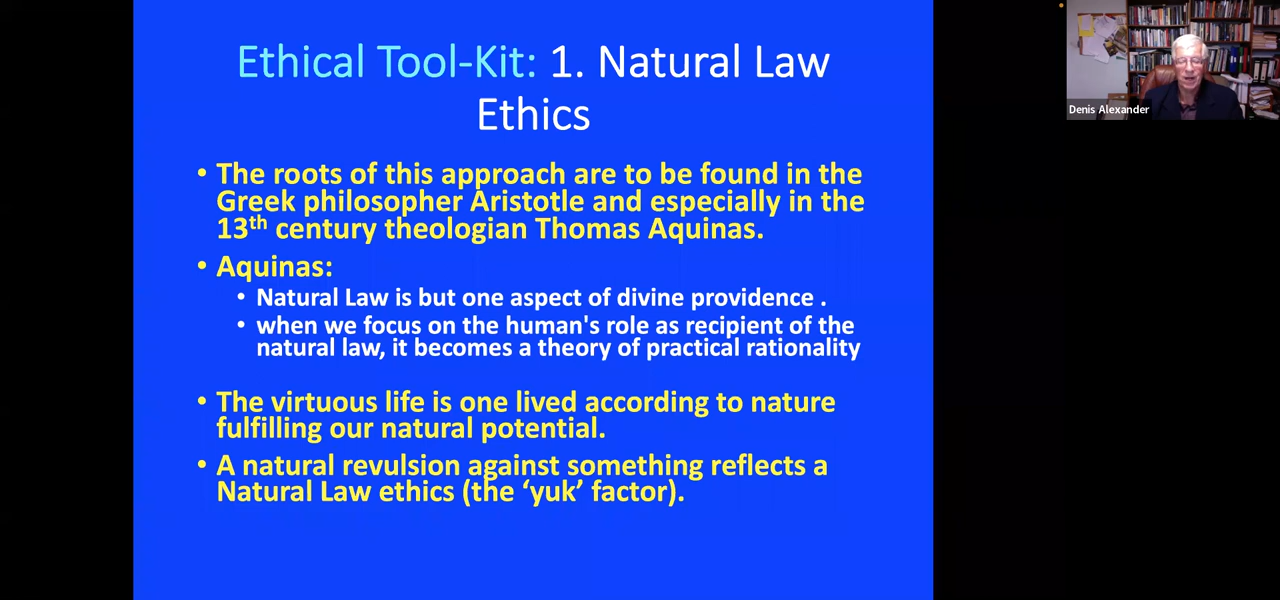 Ethical Tool-Kit: 1. Natural Law
Ethics
• The roots of this approach are to be found in the
Greek philosopher Aristotle and especially in the
13th century theologian Thomas Aquinas.
• Aquinas:
• Natural Law is but one aspect of divine providence .
• when we focus on the human's role as recipient of the
natural law, it becomes a theory of practical rationality
• The virtuous life is one lived according to nature
fulfilling our natural potential.
• A natural revulsion against something reflects a
Natural Law ethics (the ‘yuk’ factor).
Denis Alexander